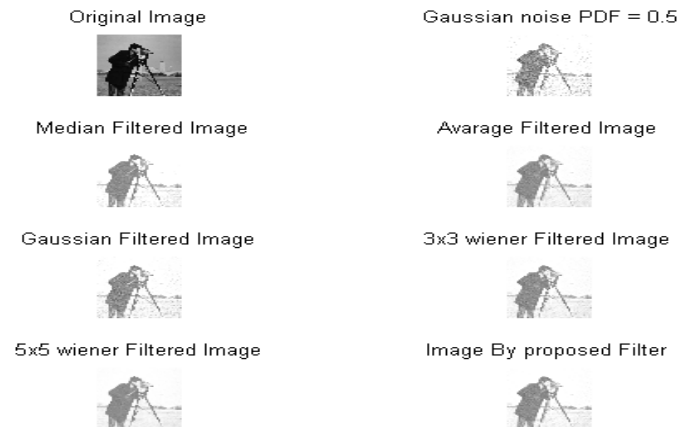 Original Image
Gaussian noise PDF = 0.5
Median Filtered Image
Avarage Filtered Image
Gaussian Filtered Image
3x3 wiener Filtered Image
5x5 wiener Filtered Image
Image By proposed Filter